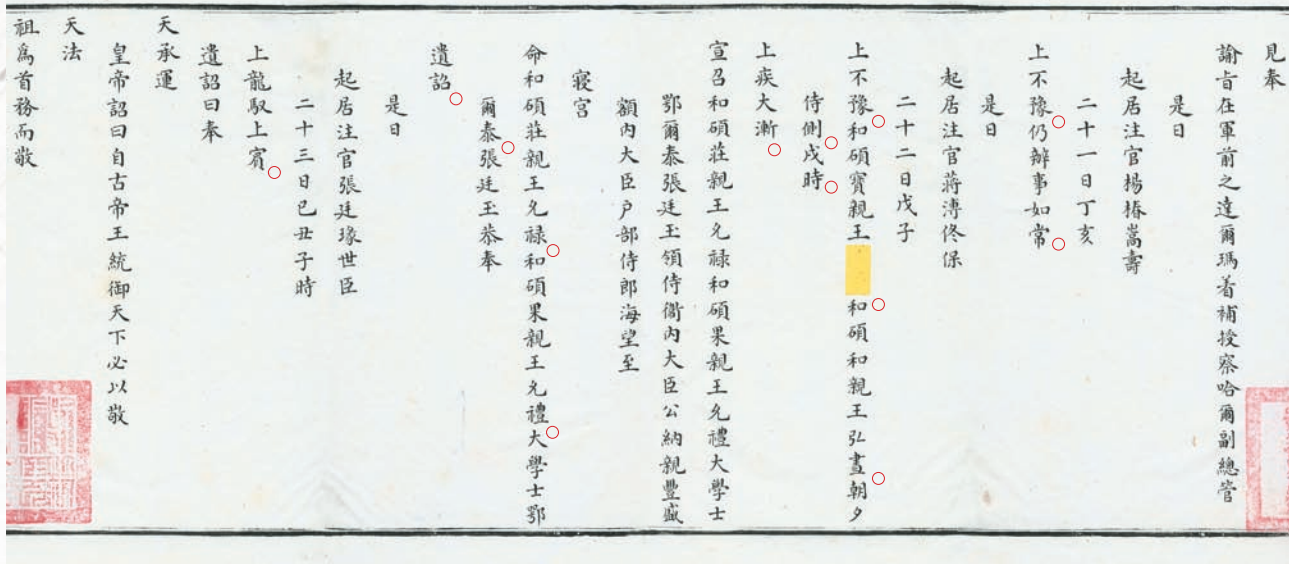 見奉
諭旨在軍前之達爾瑪着補授察哈爾副總管
是日
起居注官楊椿嵩壽
二十一日丁亥
上不豫仍辦事如常
是日
起居注官蔣溥佟保
二十二日戊子
上不豫和碩寶親王 和碩和親王弘晝朝夕
侍側戌時
上疾大漸
宣召和碩莊親王允祿和碩果親王允禮大學士
鄂爾泰張廷玉領侍衞內大臣公納親豐盛
額內大臣戶部侍郎海望至
寢宮
命和碩莊親王允祿和碩果親王允禮大學士鄂
爾泰張廷玉恭奉
遺詔
是日
起居注官張廷瑑世臣
二十三日己丑子時
上龍馭上賓
遺詔曰奉
天承運
皇帝詔曰自古帝王統御天下必以敬
天法
祖爲首務而敬